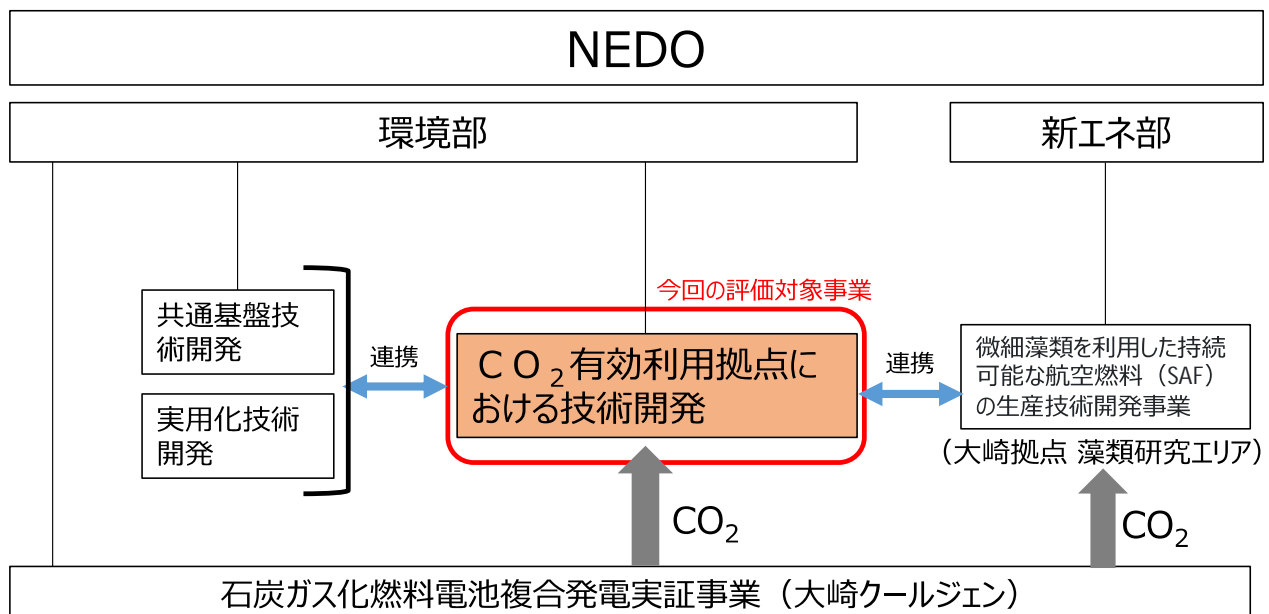 NEDO
環境部
新エネ部
今回の評価対象事業
共通基盤技
術開発
実用化技術
開発
連携
ＣＯ₂有効利用拠点に
おける技術開発
連携
微細藻類を利用した持続
可能な航空燃料（SAF）
の生産技術開発事業
（大崎拠点 藻類研究エリア）
CO₂
CO₂
石炭ガス化燃料電池複合発電実証事業（大崎クールジェン）